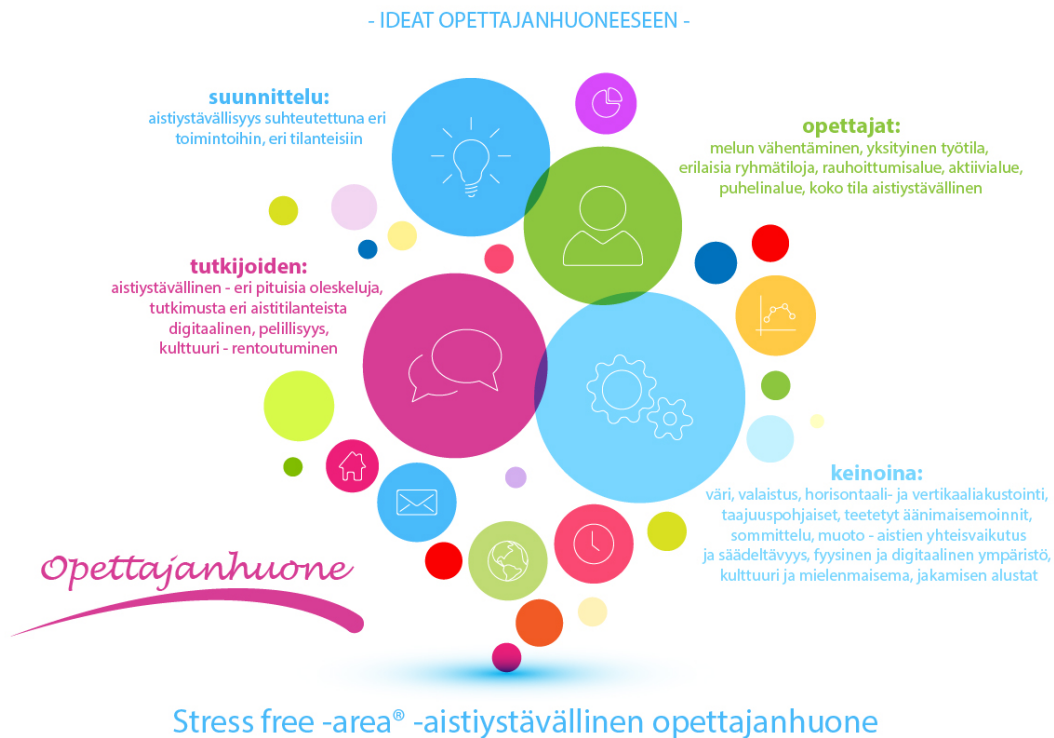 - IDEAT OPETTAJANHUONEESEEN -
suunnittelu:
aistiystävällisyys suhteutettuna eri
toimintoihin, eri tilanteisiin
opettajat:
melun vähentäminen, yksityinen työtila,
erilaisia ryhmätiloja, rauhoittumisalue, aktiivialue,
puhelinalue, koko tila aistiystävällinen
tutkijoiden:
aistiystävällinen - eri pituisia oleskeluja,
tutkimusta eri aistitilanteista
digitaalinen, pelillisyys,
kulttuuri - rentoutuminen
keinoina:
väri, valaistus, horisontaali- ja vertikaaliakustointi,
taajuuspohjaiset, teetetyt äänimaisemoinnit,
sommittelu, muoto - aistien yhteisvaikutus
ja säädeltävyys, fyysinen ja digitaalinen ympäristö,
kulttuuri ja mielenmaisema, jakamisen alustat
Opettajanhuone
Stress free -area® -aistiystävällinen opettajanhuone